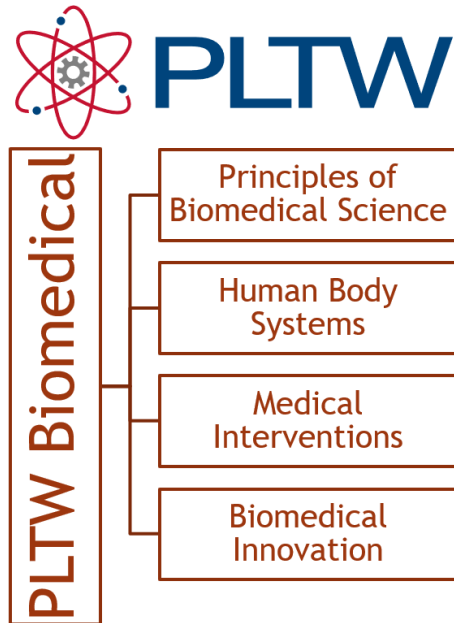 PLTW
PLTW Biomedical
Principles of
Biomedical Science
Human Body
Systems
Medical
Interventions
Biomedical
Innovation